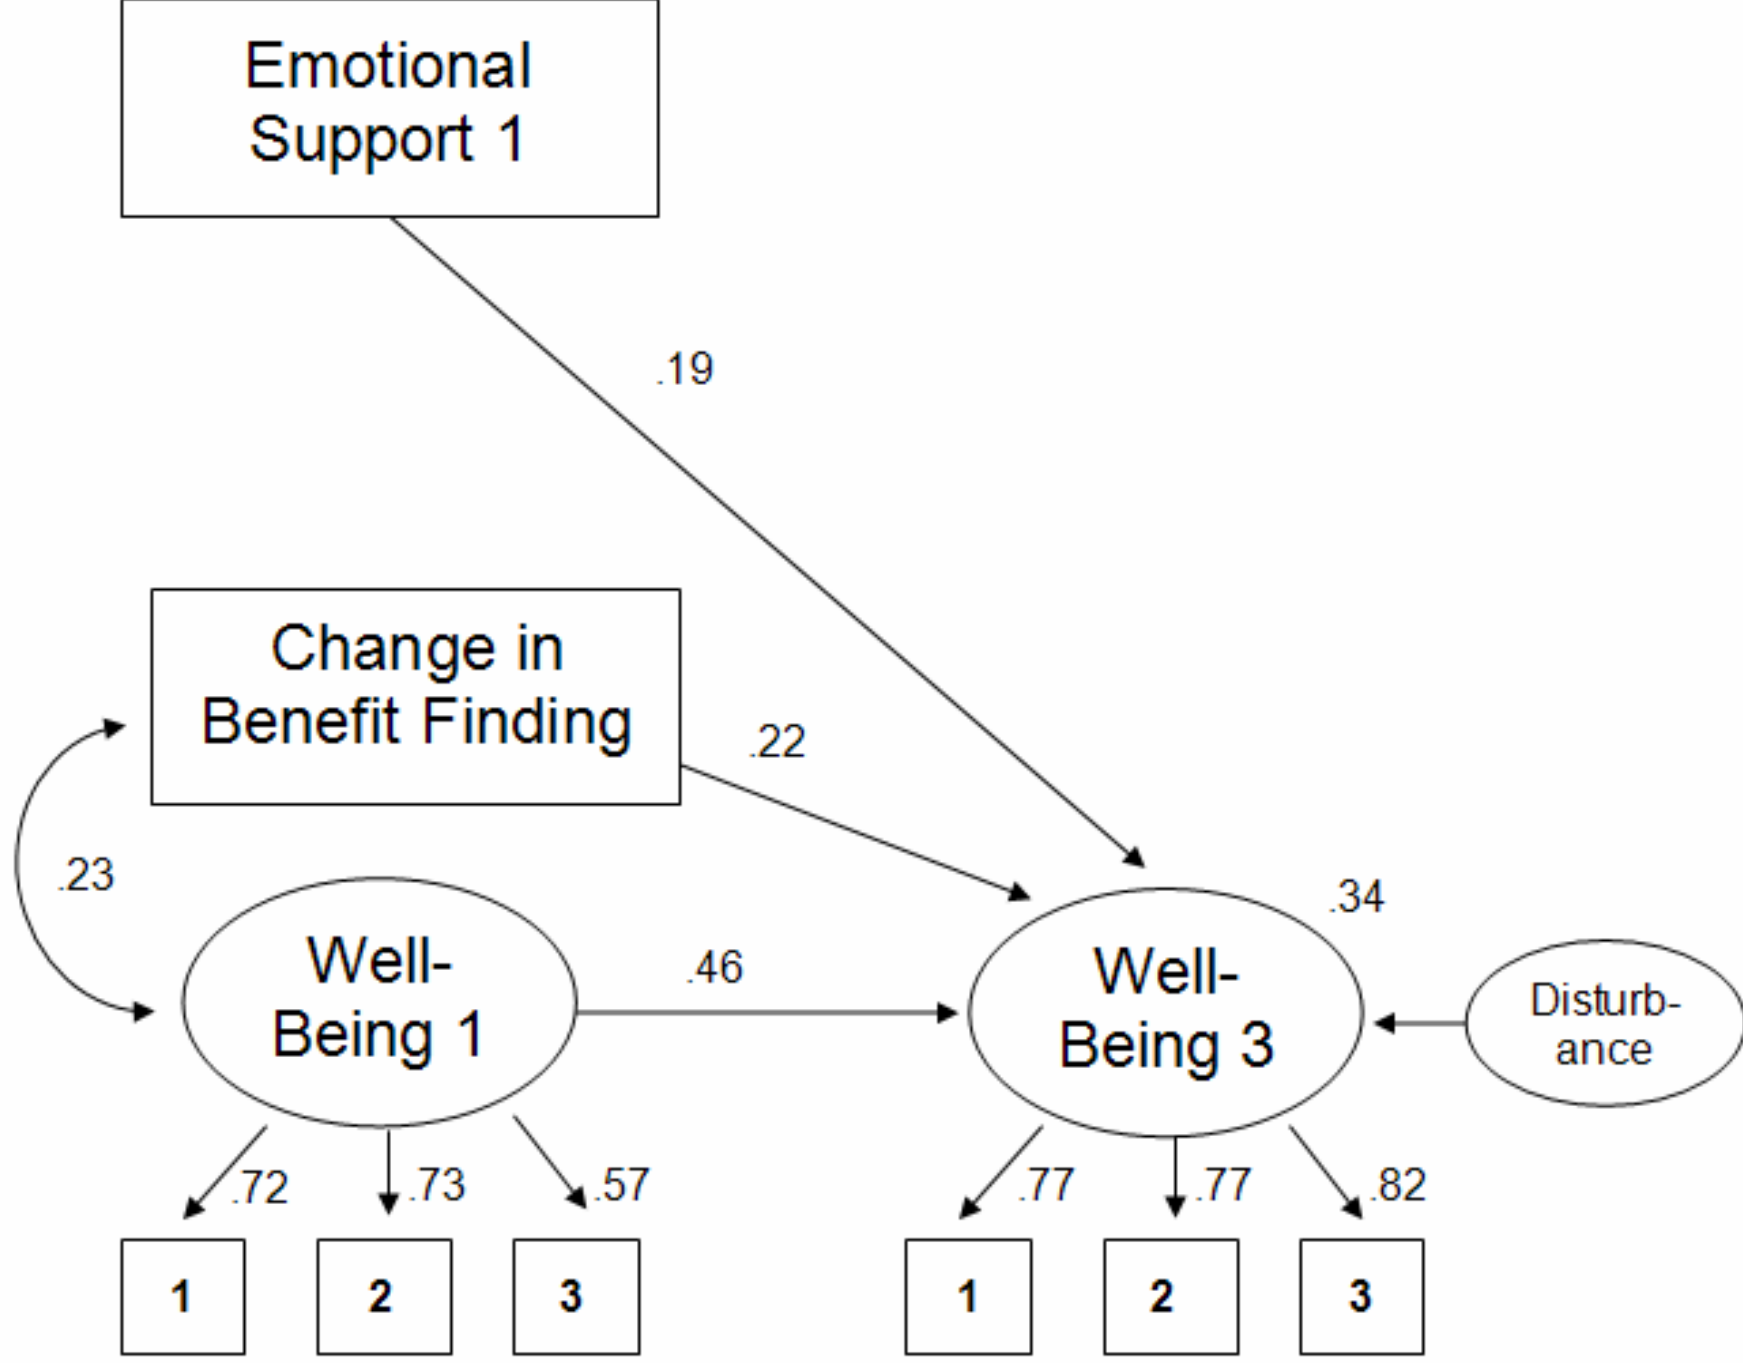 Emotional
Support 1
.19
Change in
Benefit Finding
.22
.23
.34
Well-
Being 1
.46
Well-
Being 3
Disturb-
ance
.72
.73
.57
.77
.77
.82
1
2
3
1
2
3